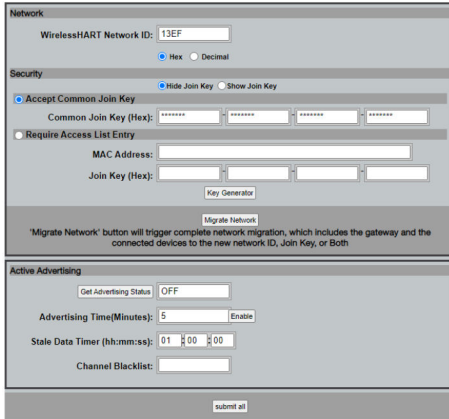 Network
WirelessHART Network ID: 13EF
Hex Decimal
Security
Hide Join Key Show Join Key
Accept Common Join Key
Common Join Key (Hex): ******* - ******* - ******* - *******
Require Access List Entry
MAC Address:
Join Key (Hex): - - -
Key Generator
Migrate Network
'Migrate Network' button will trigger complete network migration, which includes the gateway and the
connected devices to the new network ID, Join Key, or Both
Active Advertising
Get Advertising Status OFF
Advertising Time(Minutes): 5 Enable
Stale Data Timer (hh:mm:ss): 01 : 00 : 00
Channel Blacklist:
submit all